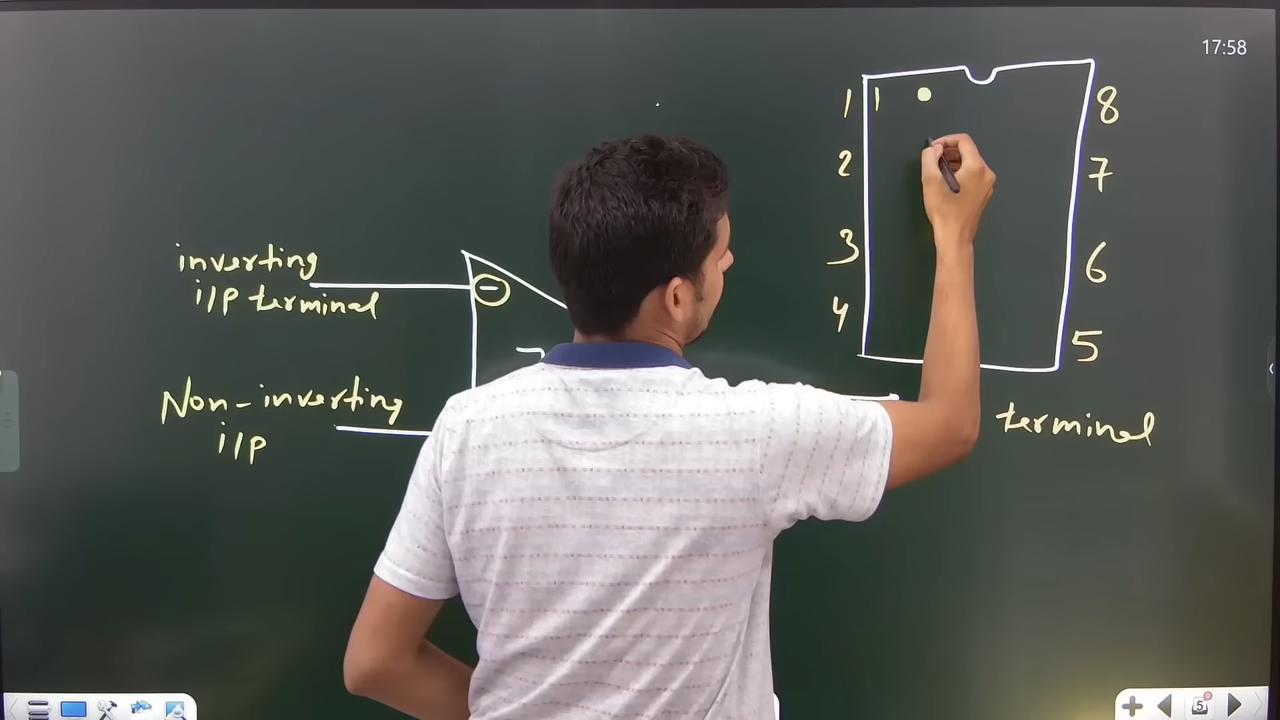 17:58
1 1 8
2 7
3 6
4 5
inverting
i/p terminal
−
Non-inverting
i/p
terminal
5